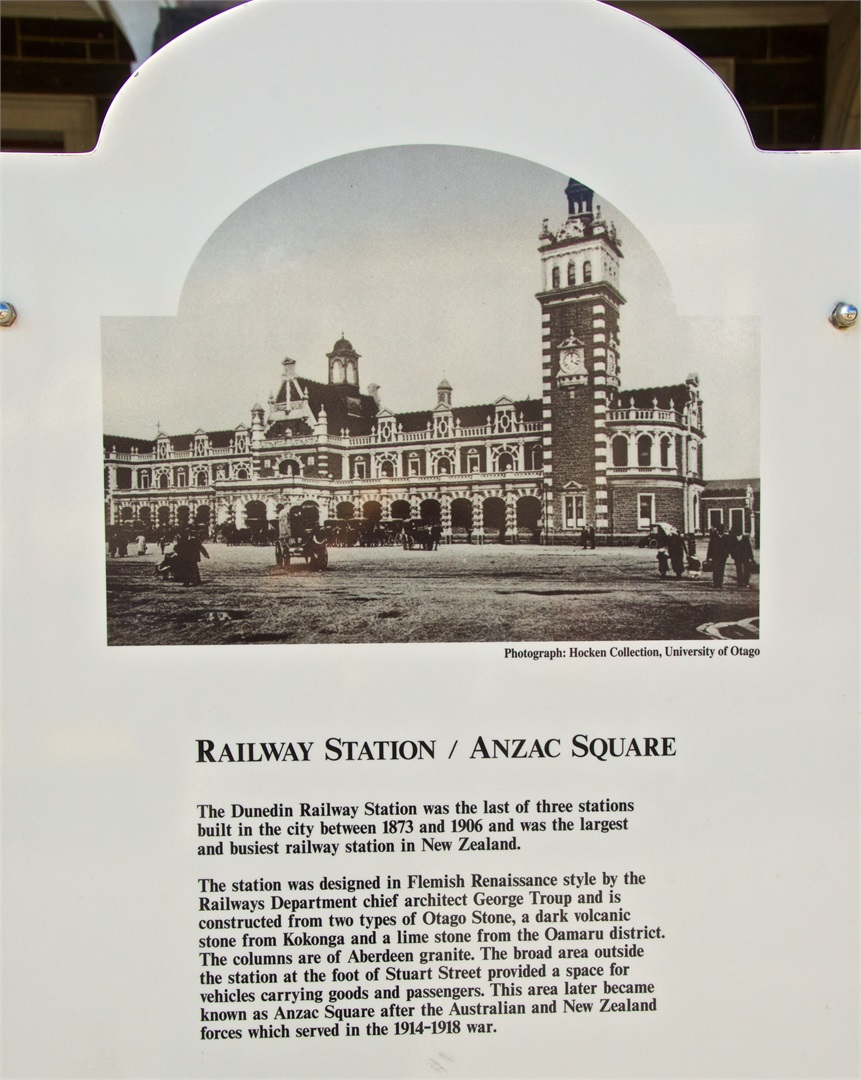 Photograph: Hocken Collection, University of Otago
RAILWAY STATION / ANZAC SQUARE
The Dunedin Railway Station was the last of three stations
built in the city between 1873 and 1906 and was the largest
and busiest railway station in New Zealand.
The station was designed in Flemish Renaissance style by the
Railways Department chief architect George Troup and is
constructed from two types of Otago Stone, a dark volcanic
stone from Kokonga and a lime stone from the Oamaru district.
The columns are of Aberdeen granite. The broad area outside
the station at the foot of Stuart Street provided a space for
vehicles carrying goods and passengers. This area later became
known as Anzac Square after the Australian and New Zealand
forces which served in the 1914-1918 war.